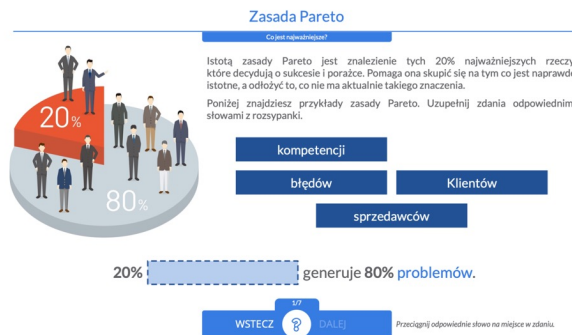 Zasada Pareto
Co jest najważniejsze?
Istotą zasady Pareto jest znalezienie tych 20% najważniejszych rzeczy
które decydują o sukcesie i porażce. Pomaga ona skupić się na tym co jest naprawdę
istotne, a odłożyć to, co nie ma aktualnie takiego znaczenia.
Poniżej znajdziesz przykłady zasady Pareto. Uzupełnij zdania odpowiednim
słowami z rozsypanki.
20%
80%
kompetencji
błędów
Klientów
sprzedawców
20% generuje 80% problemów.
1/7
WSTECZ ? DALEJ
Przeciągnij odpowiednie słowo na miejsce w zdaniu.